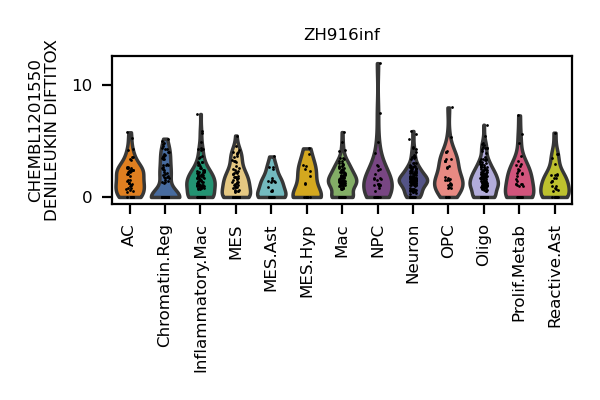 ZH916inf
CHEMBL1201550
DENILEUKIN DIFTITOX
10
0
AC
Chromatin.Reg
Inflammatory.Mac
MES
MES.Ast
MES.Hyp
Mac
NPC
Neuron
OPC
Oligo
Prolif.Metab
Reactive.Ast